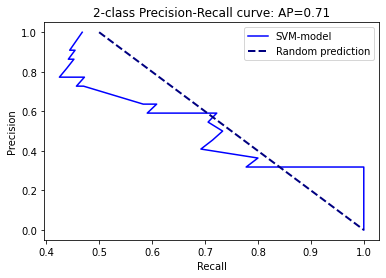 2-class Precision-Recall curve: AP=0.71
SVM-model
Random prediction
Precision
1.0
0.8
0.6
0.4
0.2
0.0
0.4 0.5 0.6 0.7 0.8 0.9 1.0
Recall